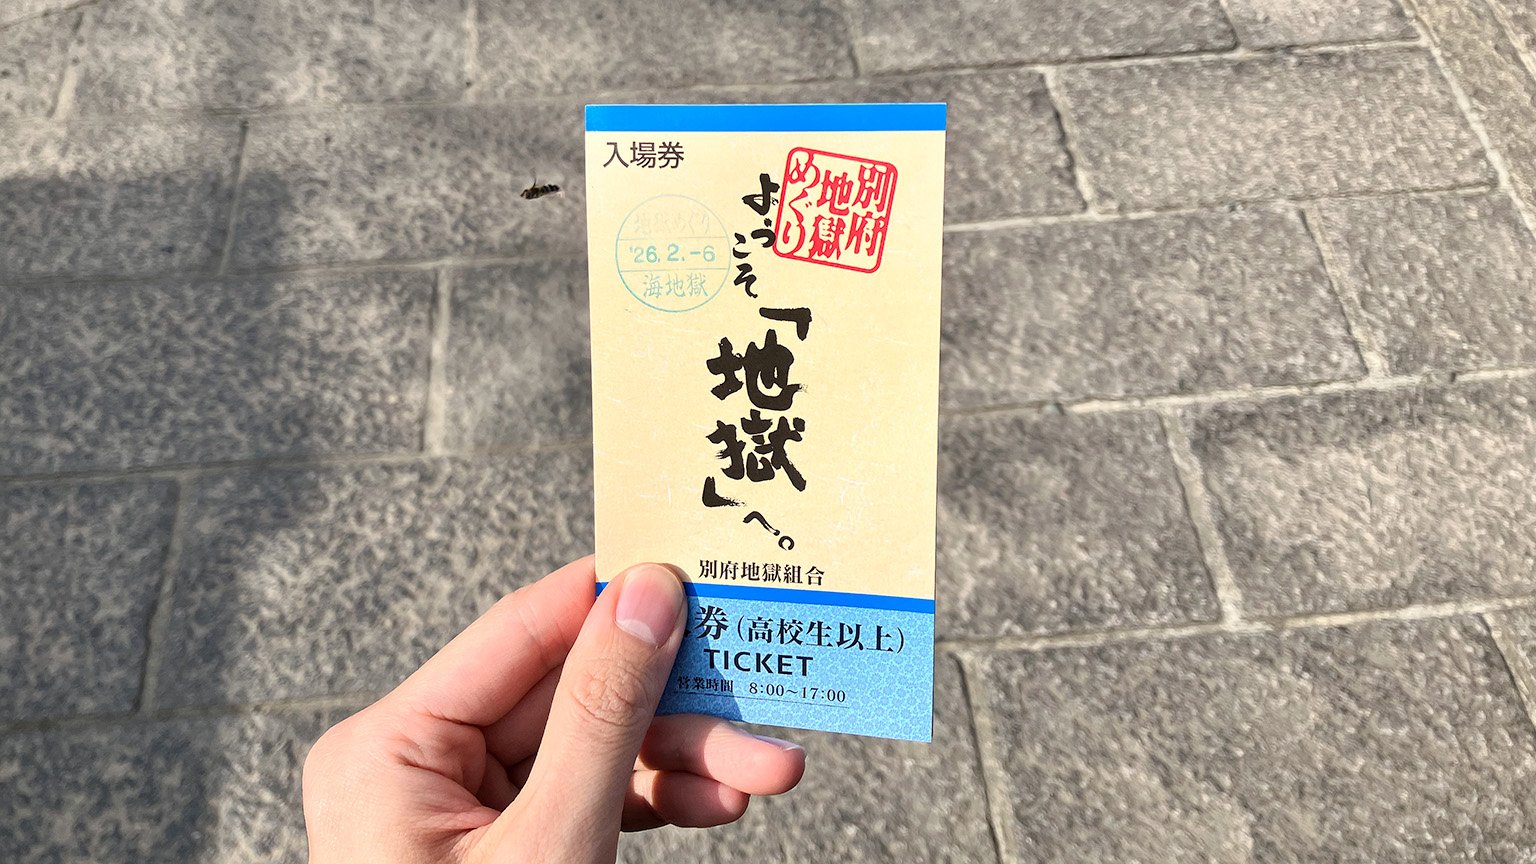 入場券
別府
地獄
めぐり
地獄めぐり
'26.2.-6
海地獄
ようこそ
「地獄」
へ。
別府地獄組合
券(高校生以上)
TICKET
営業時間 8:00~17:00